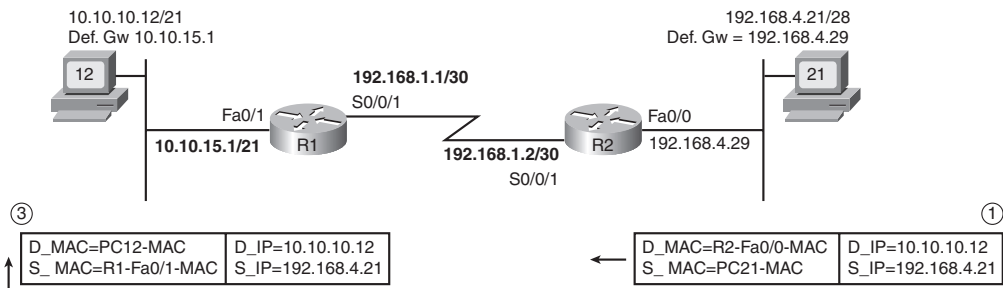 10.10.10.12/21
Def. Gw 10.10.15.1
192.168.4.21/28
Def. Gw = 192.168.4.29
12
21
192.168.1.1/30
S0/0/1
Fa0/1
Fa0/0
10.10.15.1/21
R1
R2
192.168.1.2/30
192.168.4.29
S0/0/1
3
1
D_MAC=PC12-MAC D_IP=10.10.10.12
S_ MAC=R1-Fa0/1-MAC S_IP=192.168.4.21
D_MAC=R2-Fa0/0-MAC D_IP=10.10.10.12
S_ MAC=PC21-MAC S_IP=192.168.4.21